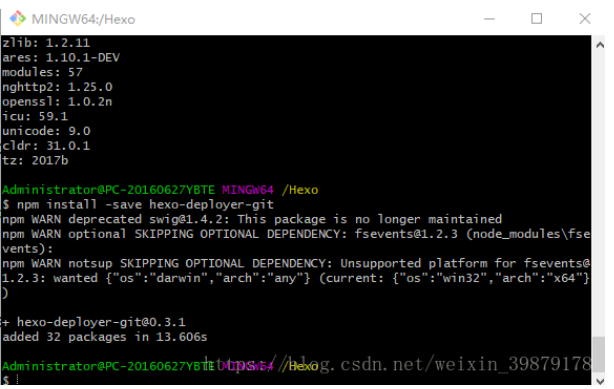 MINGW64:/Hexo
zlib: 1.2.11
ares: 1.10.1-DEV
modules: 57
nghttp2: 1.25.0
openssl: 1.0.2n
icu: 59.1
unicode: 9.0
cldr: 31.0.1
tz: 2017b
Administrator@PC-20160627YBTE MINGW64 /Hexo
$ npm install -save hexo-deployer-git
npm WARN deprecated swig@1.4.2: This package is no longer maintained
npm WARN optional SKIPPING OPTIONAL DEPENDENCY: fsevents@1.2.3 (node_modules\fse
vents):
npm WARN notsup SKIPPING OPTIONAL DEPENDENCY: Unsupported platform for fsevents@
1.2.3: wanted {"os":"darwin","arch":"any"} (current: {"os":"win32","arch":"x64"}
)
+ hexo-deployer-git@0.3.1
added 32 packages in 13.606s
Administrator@PC-20160627YBTE MINGW64 /Hexo
https://blog.csdn.net/weixin_39879178
$